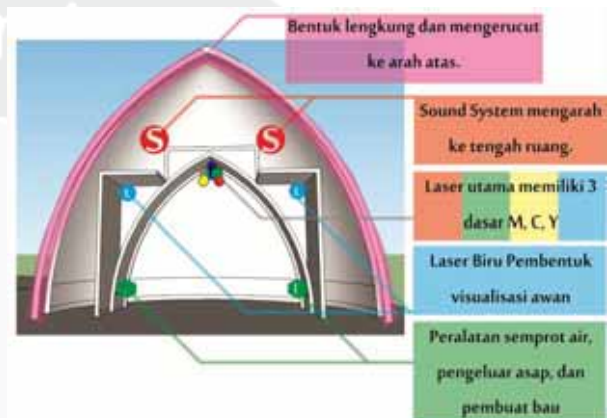 Bentuk lengkung dan mengerucut
ke arah atas.
S S
Sound System mengarah
ke tengah ruang.
Laser utama memiliki 3
dasar M, C, Y
Laser Biru Pembentuk
visualisasi awan
Peralatan semprot air,
pengeluar asap, dan
pembuat bau